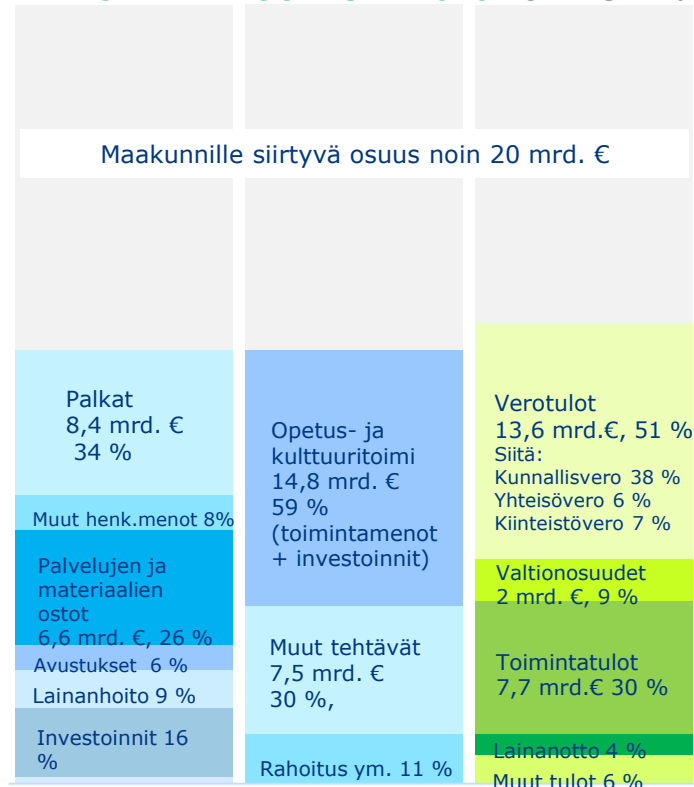 Maakunnille siirtyvä osuus noin 20 mrd. €
Palkat
8,4 mrd. €
34 %
Muut henk.menot 8%
Palvelujen ja
materiaalien
ostot
6,6 mrd. €, 26 %
Avustukset 6 %
Lainanhoito 9 %
Investoinnit 16
%
Opetus- ja
kulttuuritoimi
14,8 mrd. €
59 %
(toimintamenot
+ investoinnit)
Muut tehtävät
7,5 mrd. €
30 %,
Rahoitus ym. 11 %
Verotulot
13,6 mrd.€, 51 %
Siitä:
Kunnallisvero 38 %
Yhteisövero 6 %
Kiinteistövero 7 %
Valtionosuudet
2 mrd. €, 9 %
Toimintatulot
7,7 mrd.€ 30 %
Lainanotto 4 %
Muut tulot 6 %